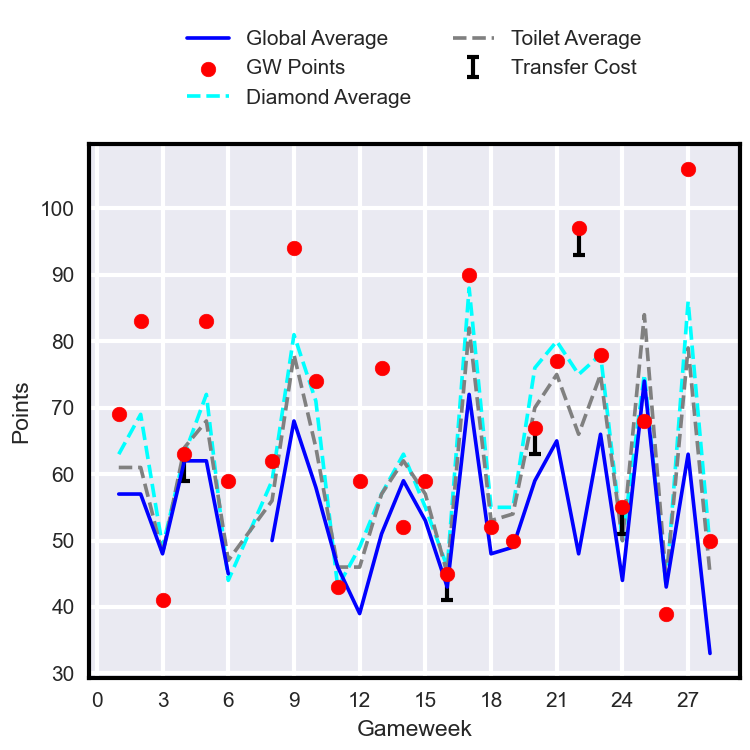 Global Average
GW Points
Diamond Average
Toilet Average
Transfer Cost
Points
100
90
80
70
60
50
40
30
0 3 6 9 12 15 18 21 24 27
Gameweek